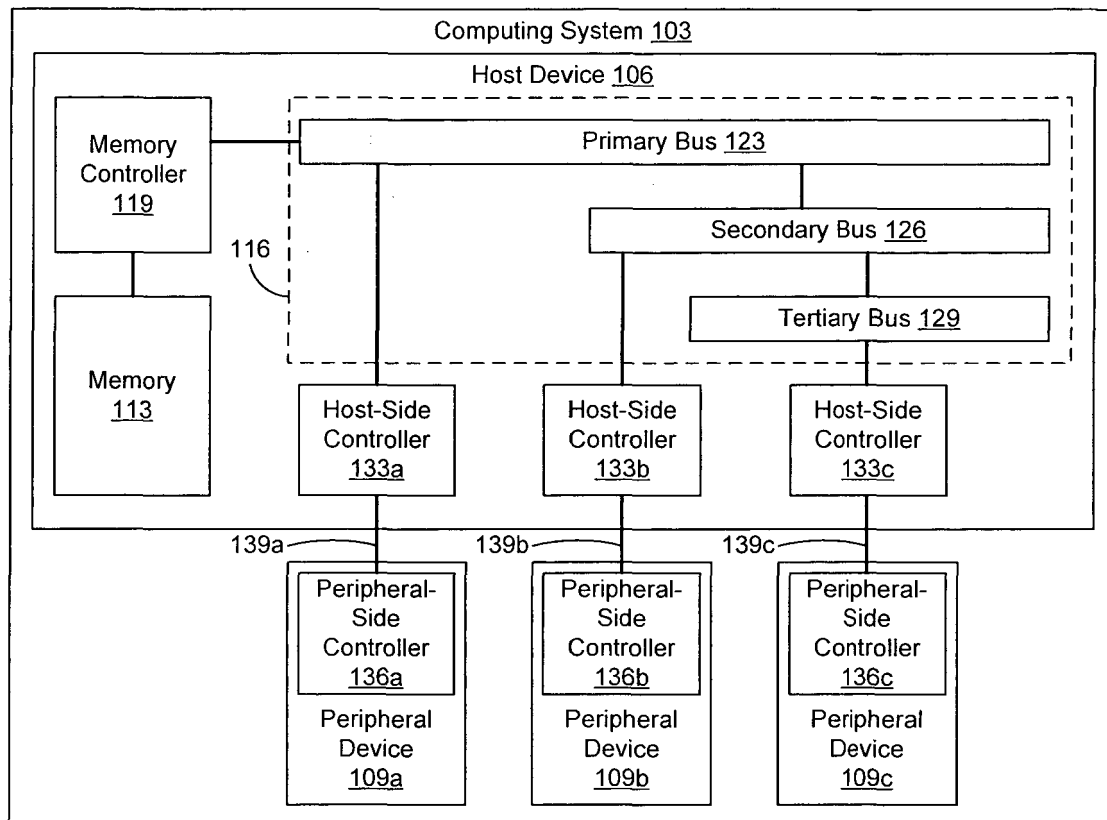 Computing System 103
Host Device 106
Memory
Controller
119
Primary Bus 123
Secondary Bus 126
116
Tertiary Bus 129
Memory
113
Host-Side
Controller
133a
Host-Side
Controller
133b
Host-Side
Controller
133c
139a
139b
139c
Peripheral-
Side
Controller
136a
Peripheral
Device
109a
Peripheral-
Side
Controller
136b
Peripheral
Device
109b
Peripheral-
Side
Controller
136c
Peripheral
Device
109c